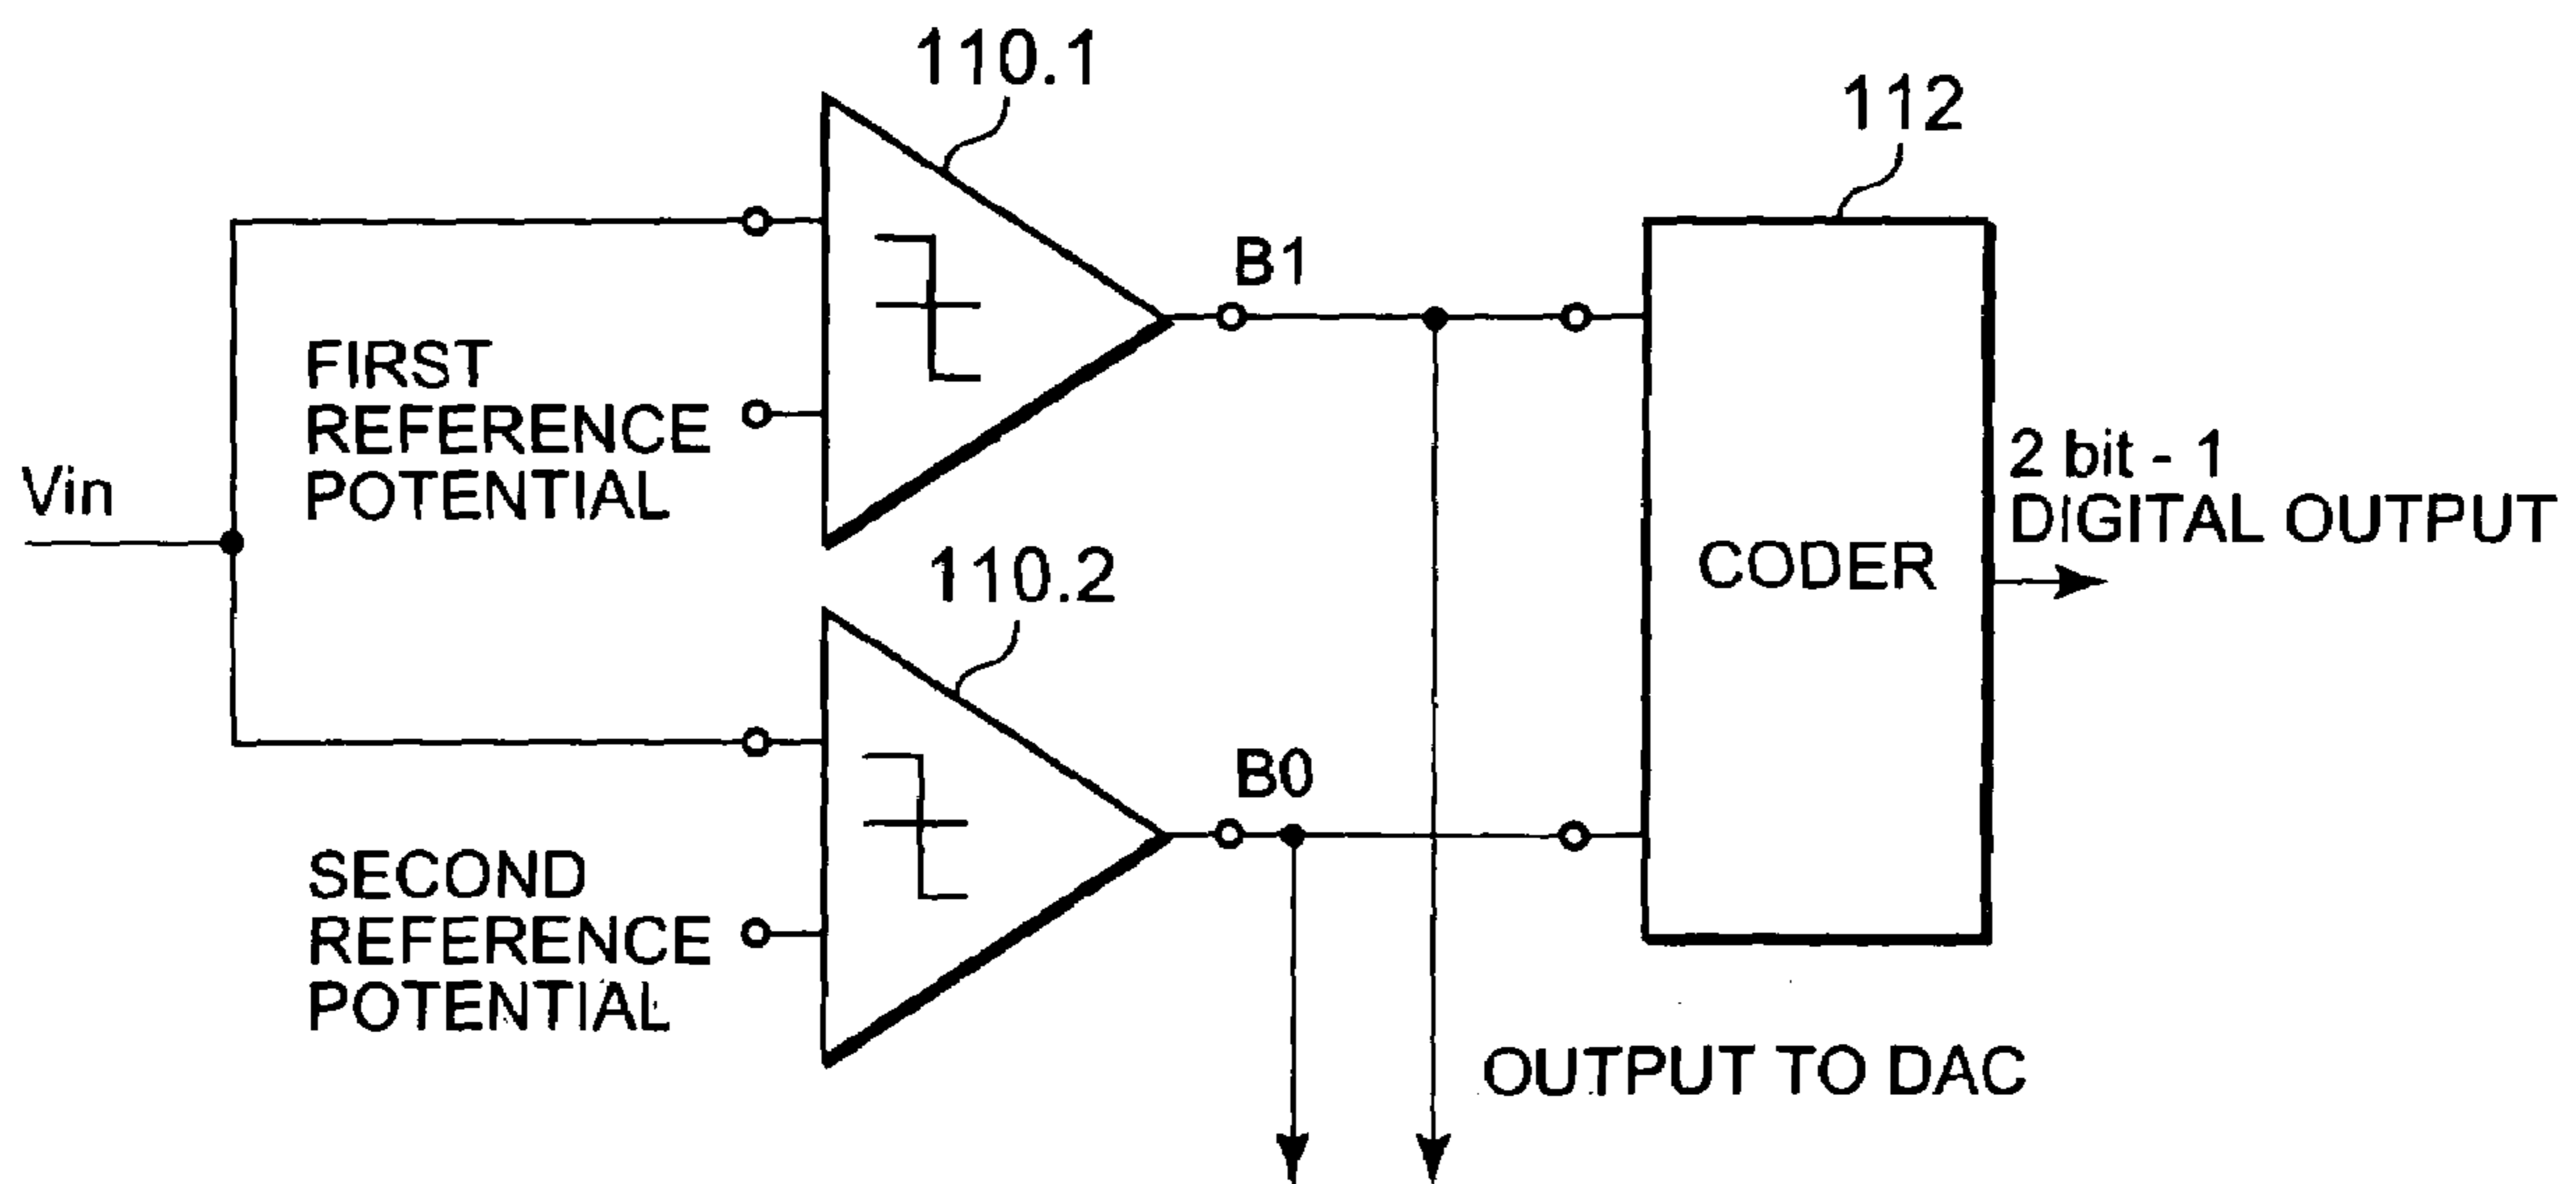 110.1
112
B1
FIRST
REFERENCE
POTENTIAL
Vin
2 bit - 1
DIGITAL OUTPUT
CODER
110.2
B0
SECOND
REFERENCE
POTENTIAL
OUTPUT TO DAC